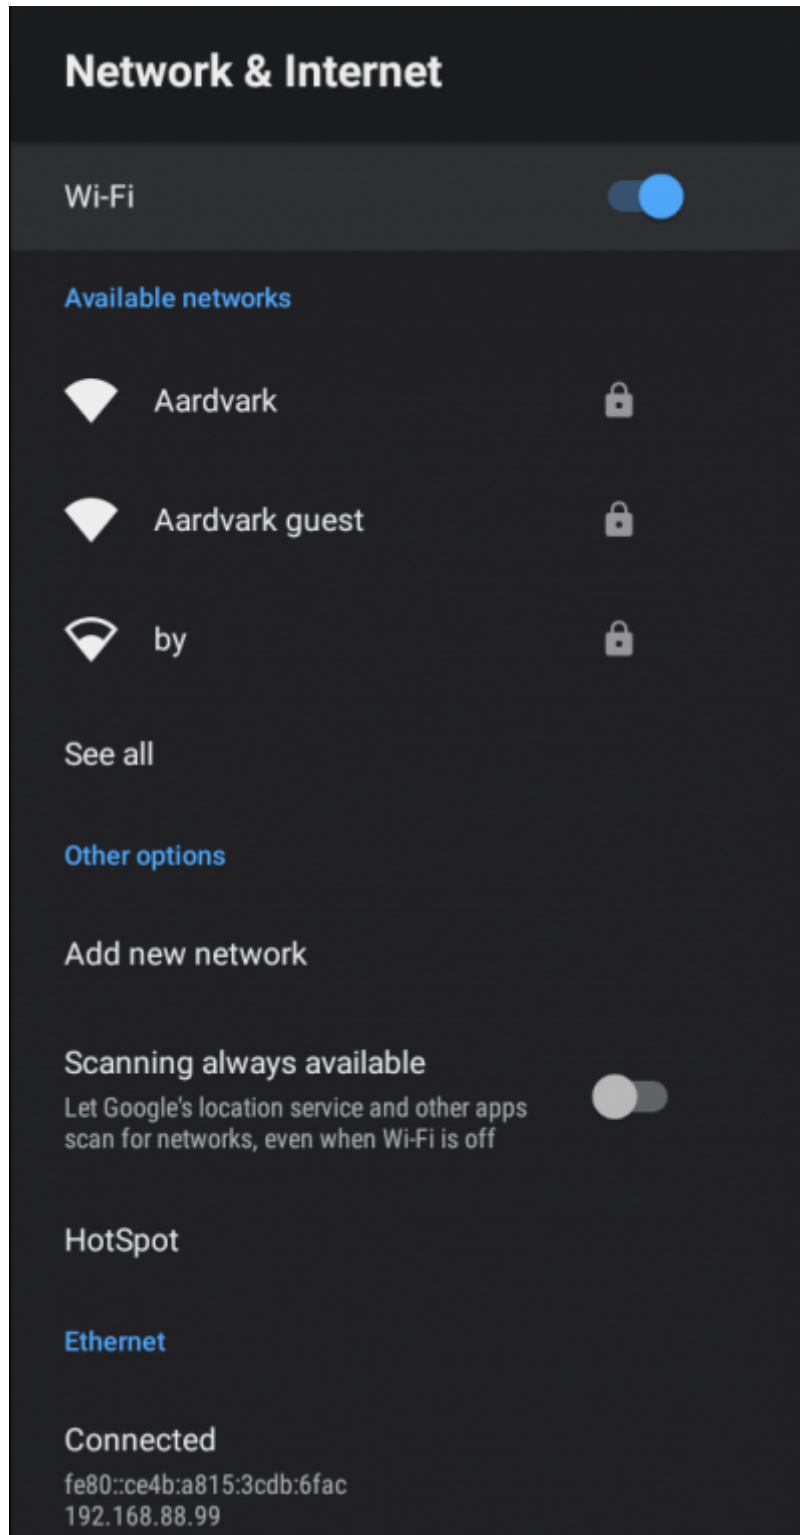 Network & Internet
Wi-Fi
Available networks
Aardvark
Aardvark guest
by
See all
Other options
Add new network
Scanning always available
Let Google's location service and other apps
scan for networks, even when Wi-Fi is off
HotSpot
Ethernet
Connected
fe80::ce4b:a815:3cdb:6fac
192.168.88.99